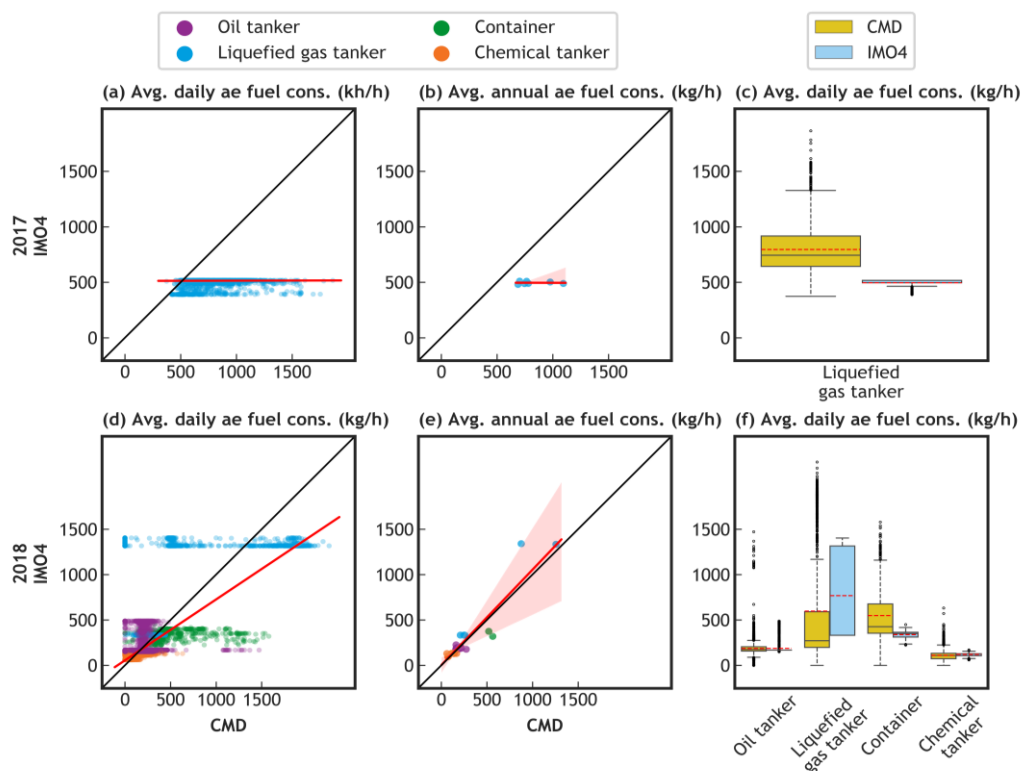 Oil tanker
Container
Liquefied gas tanker
Chemical tanker
CMD
IMO4
(a) Avg. daily ae fuel cons. (kh/h)
(b) Avg. annual ae fuel cons. (kg/h)
(c) Avg. daily ae fuel cons. (kg/h)
2017
IMO4
1500
1000
500
0
0 500 1000 1500
1500
1000
500
0
0 500 1000 1500
1500
1000
500
0
Liquefied
gas tanker
(d) Avg. daily ae fuel cons. (kg/h)
(e) Avg. annual ae fuel cons. (kg/h)
(f) Avg. daily ae fuel cons. (kg/h)
2018
IMO4
1500
1000
500
0
0 500 1000 1500
CMD
1500
1000
500
0
0 500 1000 1500
CMD
1500
1000
500
0
Oil tanker
Liquefied
gas tanker
Container
Chemical
tanker